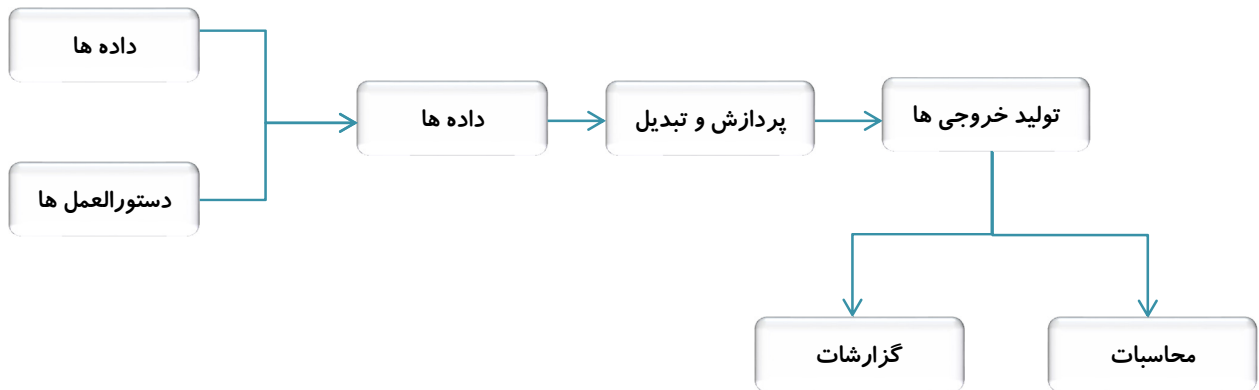 داده ها
دستورالعمل ها
داده ها
پردازش و تبدیل
تولید خروجی ها
گزارشات
محاسبات